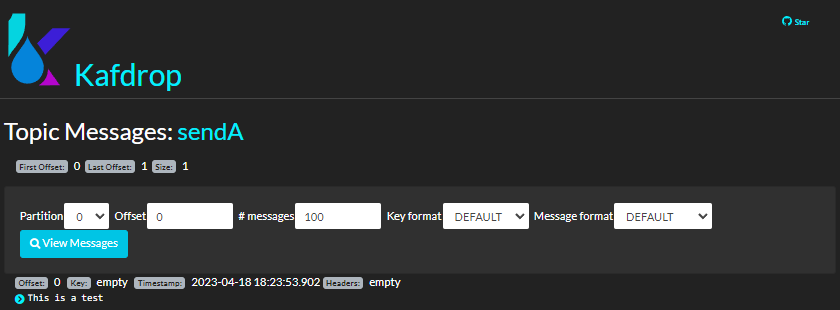 Star
Kafdrop
Topic Messages: sendA
First Offset: 0 Last Offset: 1 Size: 1
Partition 0 Offset 0 # messages 100 Key format DEFAULT Message format DEFAULT
View Messages
Offset: 0 Key: empty Timestamp: 2023-04-18 18:23:53.902 Headers: empty
This is a test